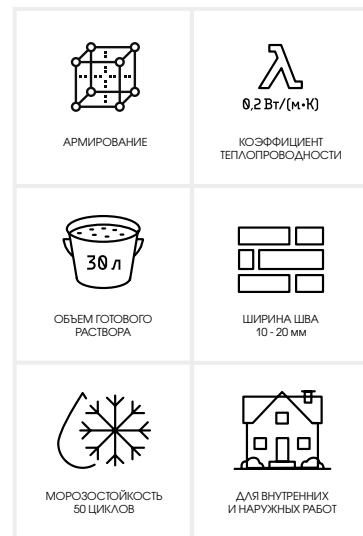 λ
0,2 Вт/(м•К)
АРМИРОВАНИЕ
КОЭФФИЦИЕНТ
ТЕПЛОПРОВОДНОСТИ
30 л
ОБЪЕМ ГОТОВОГО
РАСТВОРА
ШИРИНА ШВА
10 - 20 мм
МОРОЗОСТОЙКОСТЬ
50 ЦИКЛОВ
ДЛЯ ВНУТРЕННИХ
И НАРУЖНЫХ РАБОТ